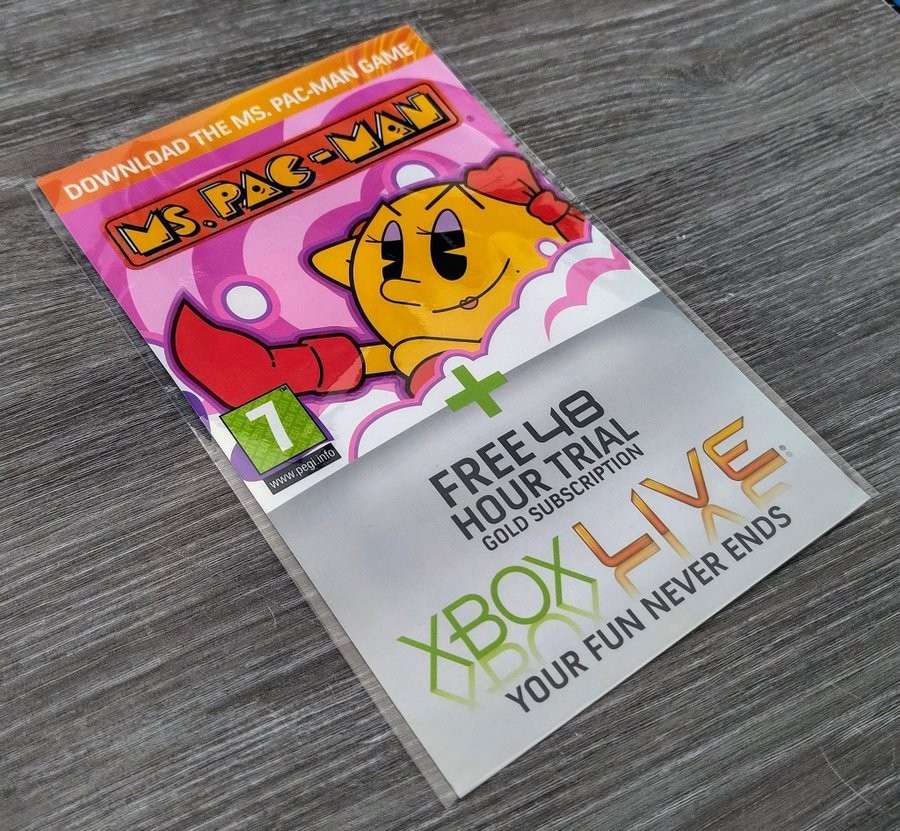 DOWNLOAD THE MS. PAC-MAN GAME
MS. PAC-MAN ®
7 ™
www.pegi.info
+
FREE 48
HOUR TRIAL
GOLD SUBSCRIPTION
XBOX LIVE ®
YOUR FUN NEVER ENDS